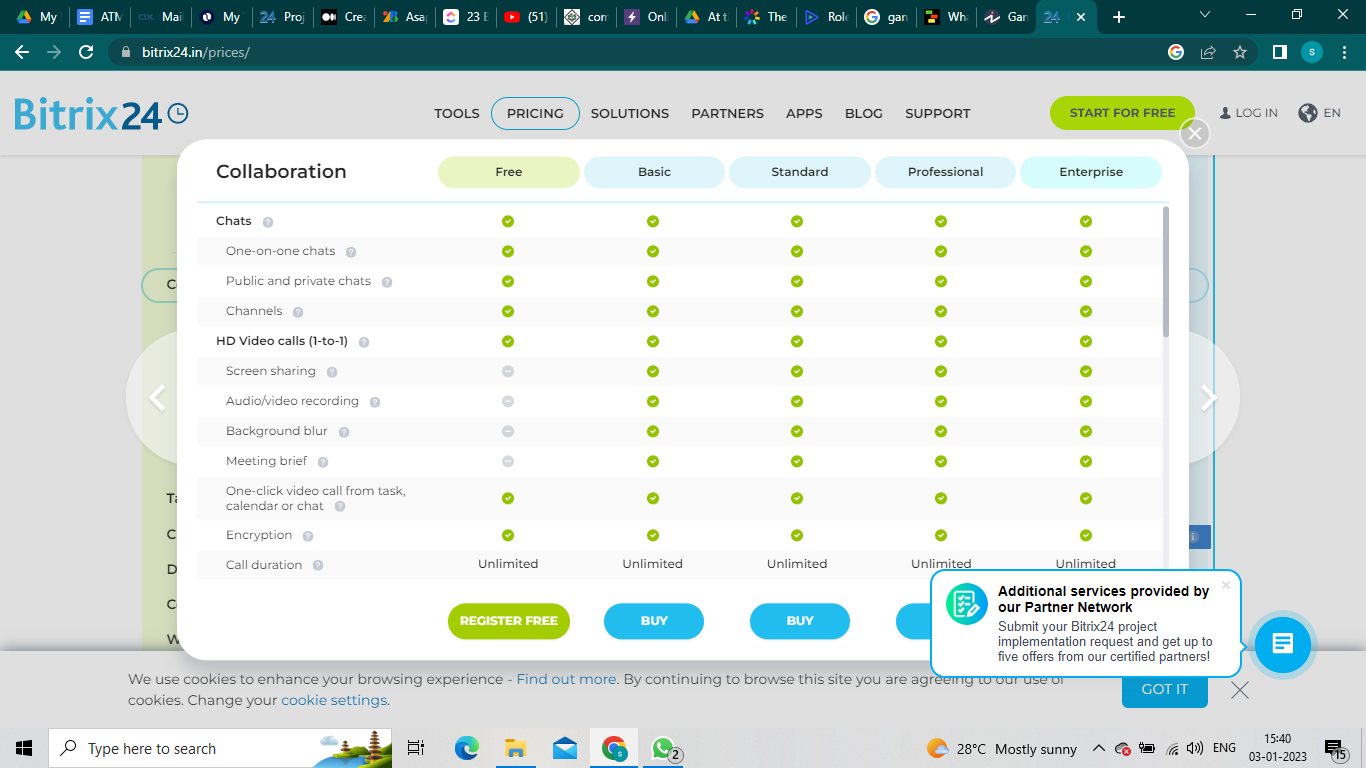 My
ATM
Mai
My
Proj
Crea
Asa
23 E
(51)
com
Onli
At t
The
Role
gan
Wha
Gan
24
bitrix24.in/prices/
s
Bitrix24
TOOLS
PRICING
SOLUTIONS
PARTNERS
APPS
BLOG
SUPPORT
START FOR FREE
LOG IN
EN
Collaboration Free Basic Standard Professional Enterprise
Chats
One-on-one chats
Public and private chats
Channels
HD Video calls (1-to-1)
Screen sharing
Audio/video recording
Background blur
Meeting brief
One-click video call from task,
calendar or chat
Encryption
Call duration Unlimited Unlimited Unlimited Unlimited Unlimited
REGISTER FREE BUY BUY
Additional services provided by
our Partner Network
Submit your Bitrix24 project
implementation request and get up to
five offers from our certified partners!
We use cookies to enhance your browsing experience - Find out more. By continuing to browse this site you are agreeing to our use of
cookies. Change your cookie settings.
GOT IT
Type here to search
2
28°C Mostly sunny
ENG
15:40
03-01-2023
15